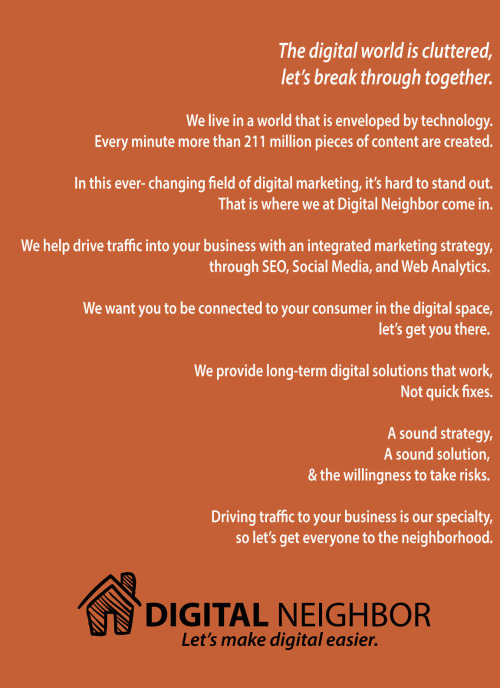 The digital world is cluttered,
let's break through together.
We live in a world that is enveloped by technology.
Every minute more than 211 million pieces of content are created.
In this ever- changing field of digital marketing, it's hard to stand out.
That is where we at Digital Neighbor come in.
We help drive traffic into your business with an integrated marketing strategy,
through SEO, Social Media, and Web Analytics.
We want you to be connected to your consumer in the digital space,
let's get you there.
We provide long-term digital solutions that work,
Not quick fixes.
A sound strategy,
A sound solution,
& the willingness to take risks.
Driving traffic to your business is our specialty,
so let's get everyone to the neighborhood.
DIGITAL NEIGHBOR
Let's make digital easier.